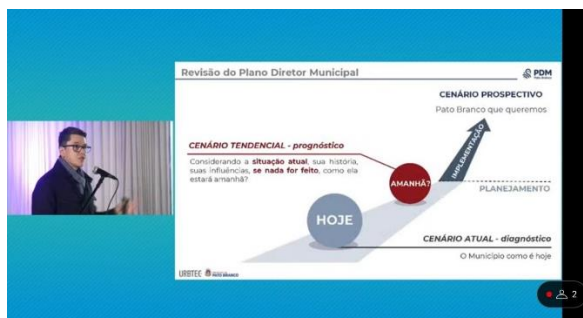 Revisão do Plano Diretor Municipal
PDM
CENÁRIO PROSPECTIVO
Pato Branco que queremos
IMPLEMENTAÇÃO
CENÁRIO TENDENCIAL - prognóstico
Considerando a situação atual, sua história,
suas influências, se nada for feito, como ela
estará amanhã?
AMANHÃ?
PLANEJAMENTO
HOJE
CENÁRIO ATUAL - diagnóstico
O Município como é hoje
URBTEC
PATO BRANCO
2